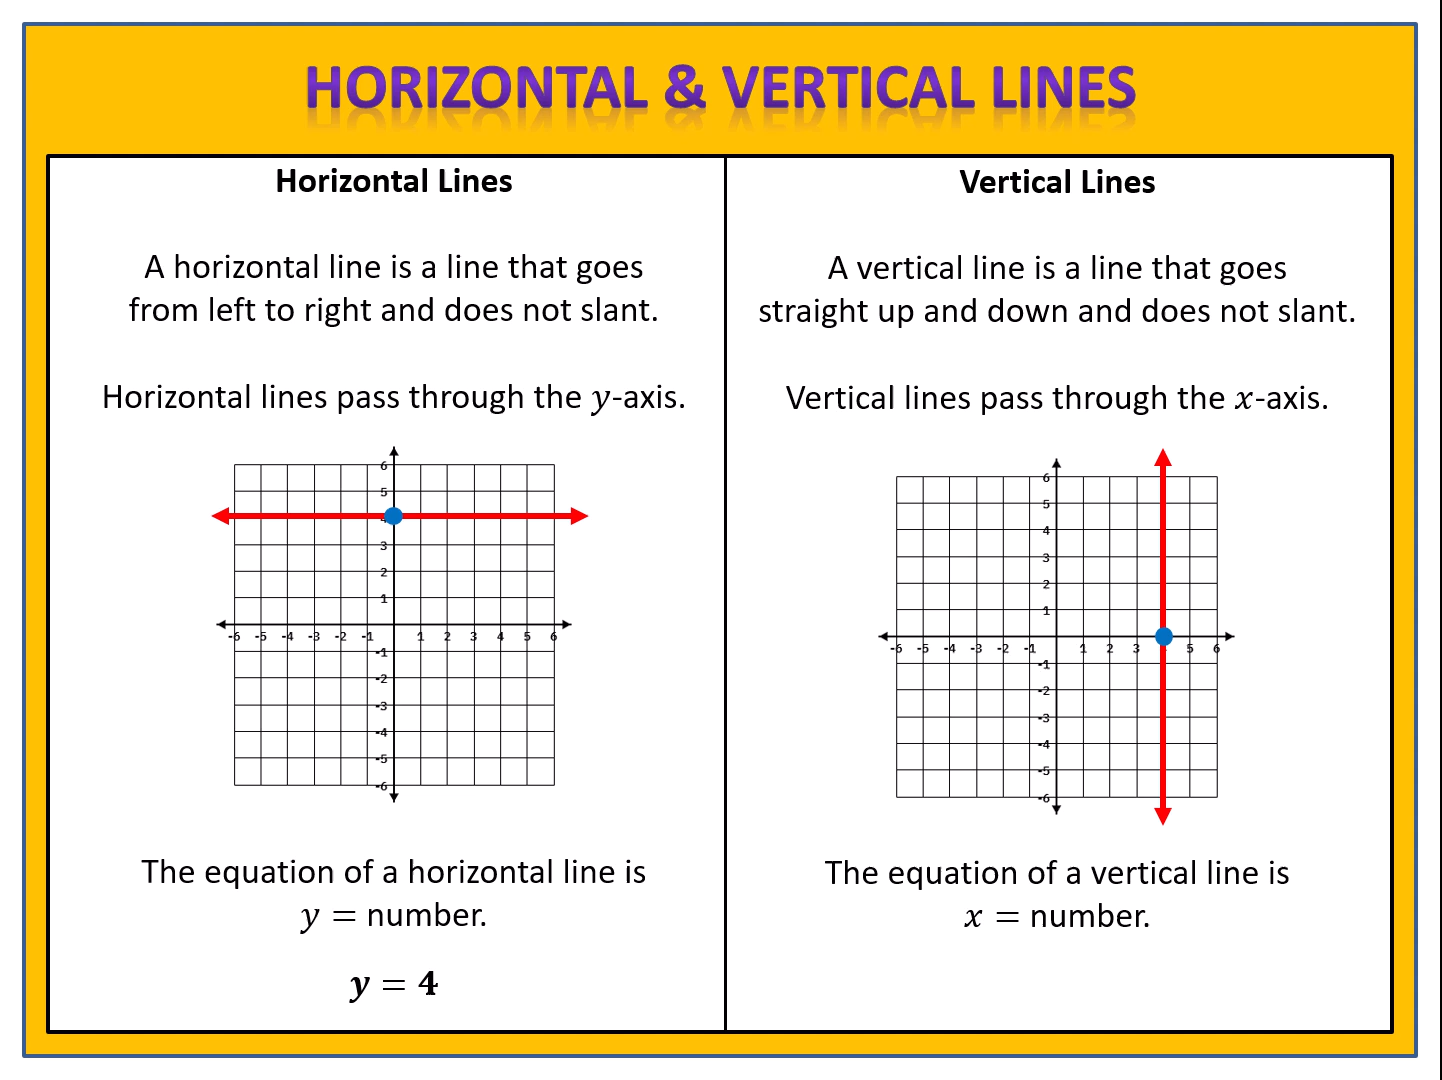 HORIZONTAL & VERTICAL LINES
Horizontal Lines
A horizontal line is a line that goes
from left to right and does not slant.
Horizontal lines pass through the y-axis.
6
5
3
2
1
-6 -5 -4 -3 -2 -1 1 2 3 4 5 6
-1
-2
-3
-4
-5
-6
The equation of a horizontal line is
y = number.
y = 4
Vertical Lines
A vertical line is a line that goes
straight up and down and does not slant.
Vertical lines pass through the x-axis.
6
5
4
3
2
1
-6 -5 -4 -3 -2 -1 1 2 3 5 6
-1
-2
-3
-4
-5
-6
The equation of a vertical line is
x = number.